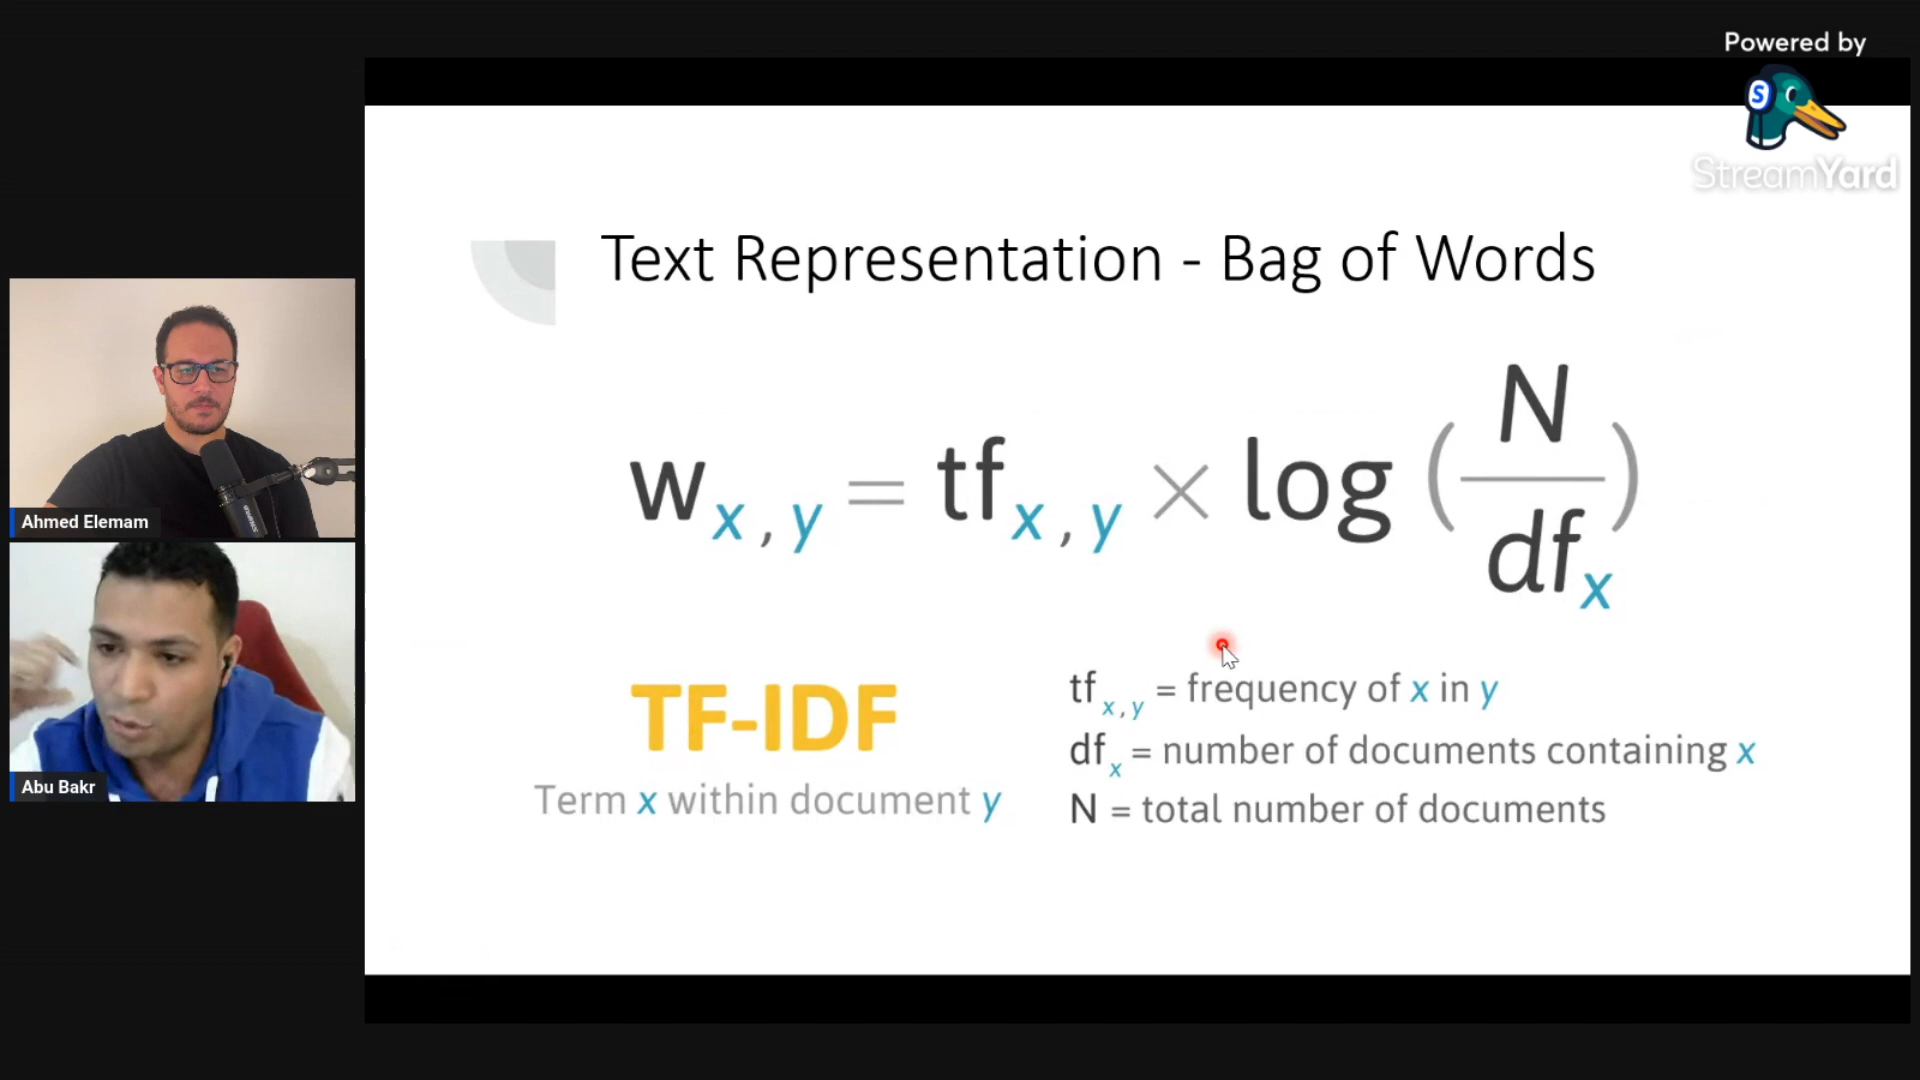 Powered by
StreamYard
Text Representation - Bag of Words
w x , y = tf x , y × log ( N / df x )
TF-IDF
Term x within document y
tf x , y = frequency of x in y
df x = number of documents containing x
N = total number of documents
Ahmed Elemam
Abu Bakr